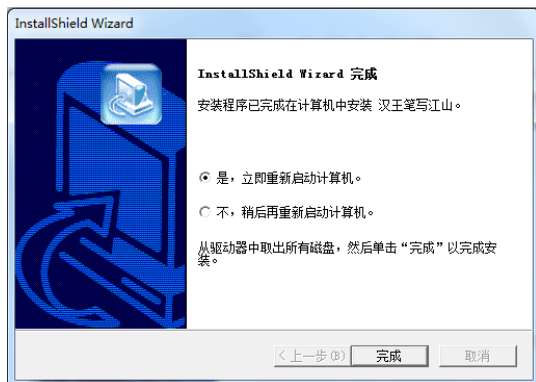 InstallShield Wizard
InstallShield Wizard 完成
安装程序已完成在计算机中安装 汉王笔写江山。
是，立即重新启动计算机。
不，稍后再重新启动计算机。
从驱动器中取出所有磁盘，然后单击“完成”以完成安
装。
<上一步(B) 完成 取消